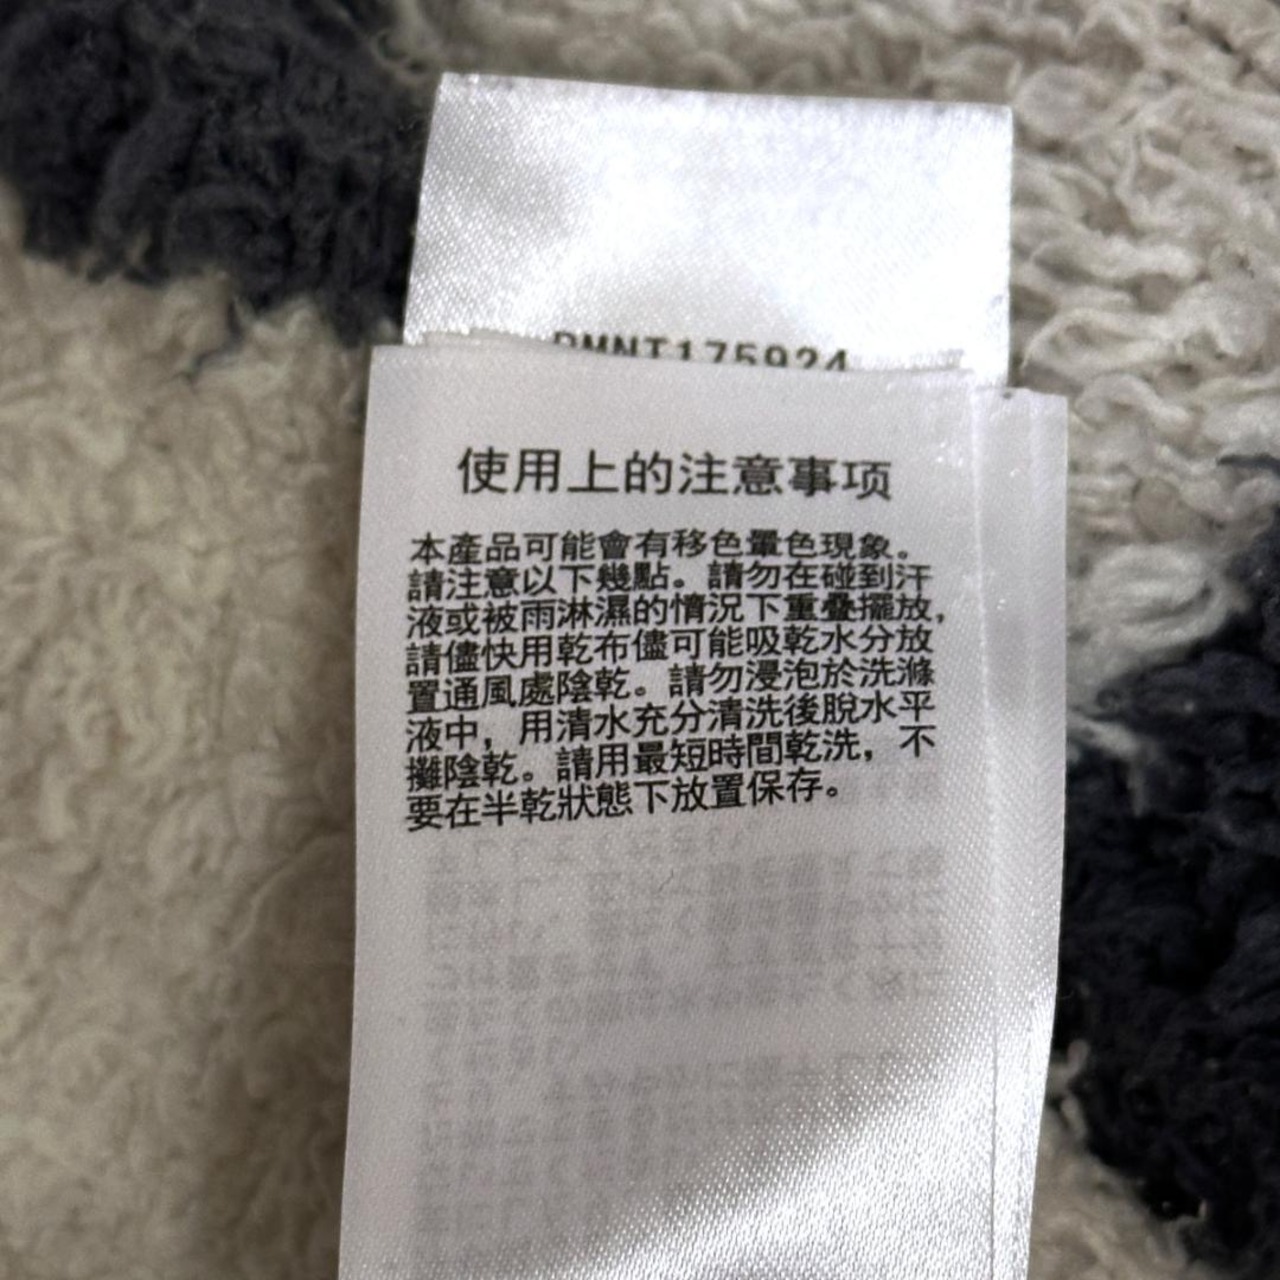 PMNT175924
使用上的注意事项
本產品可能會有移色暈色現象。
請注意以下幾點。請勿在碰到汗
液或被雨淋濕的情況下重疊擺放，
請儘快用乾布儘可能吸乾水分放
置通風處陰乾。請勿浸泡於洗滌
液中，用清水充分清洗後脫水平
攤陰乾。請用最短時間乾洗，不
要在半乾狀態下放置保存。